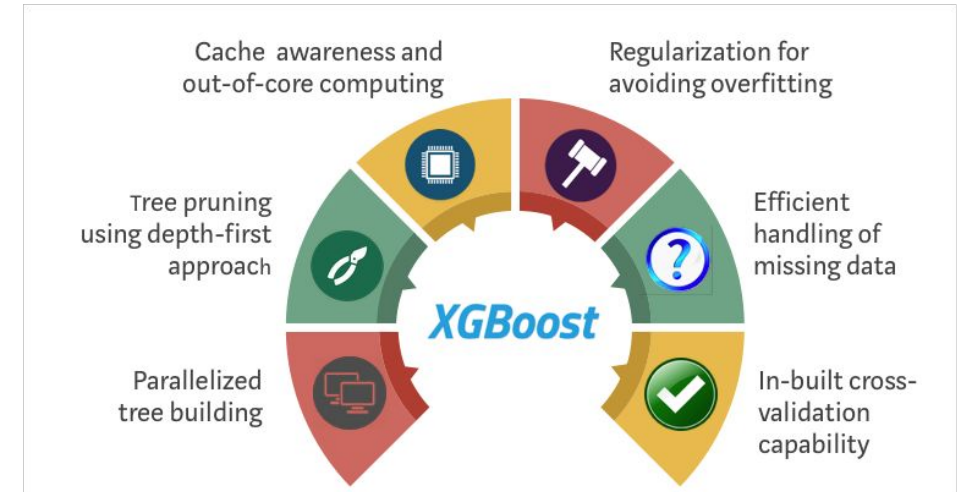 Cache awareness and
out-of-core computing
Regularization for
avoiding overfitting
Tree pruning
using depth-first
approach
Efficient
handling of
missing data
?
XGBoost
Parallelized
tree building
In-built cross-
validation
capability